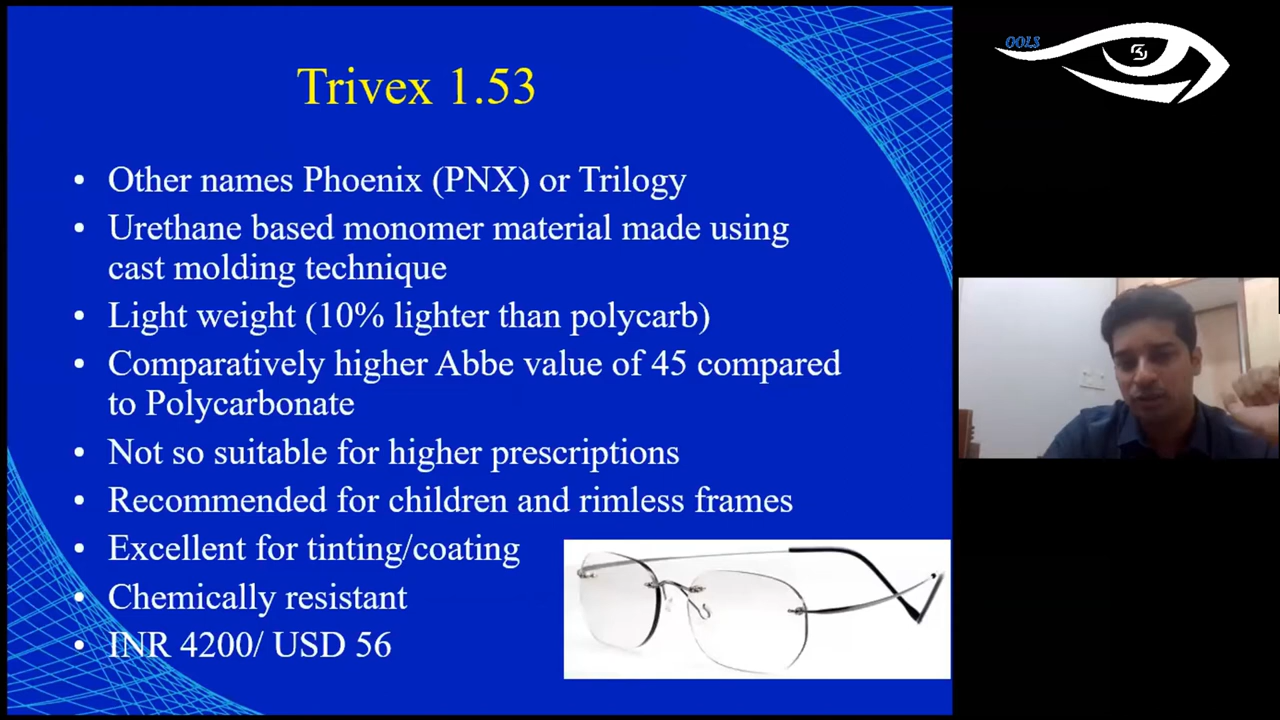 Trivex 1.53
• Other names Phoenix (PNX) or Trilogy
• Urethane based monomer material made using
cast molding technique
• Light weight (10% lighter than polycarb)
• Comparatively higher Abbe value of 45 compared
to Polycarbonate
• Not so suitable for higher prescriptions
• Recommended for children and rimless frames
• Excellent for tinting/coating
• Chemically resistant
• INR 4200/ USD 56
OOLS